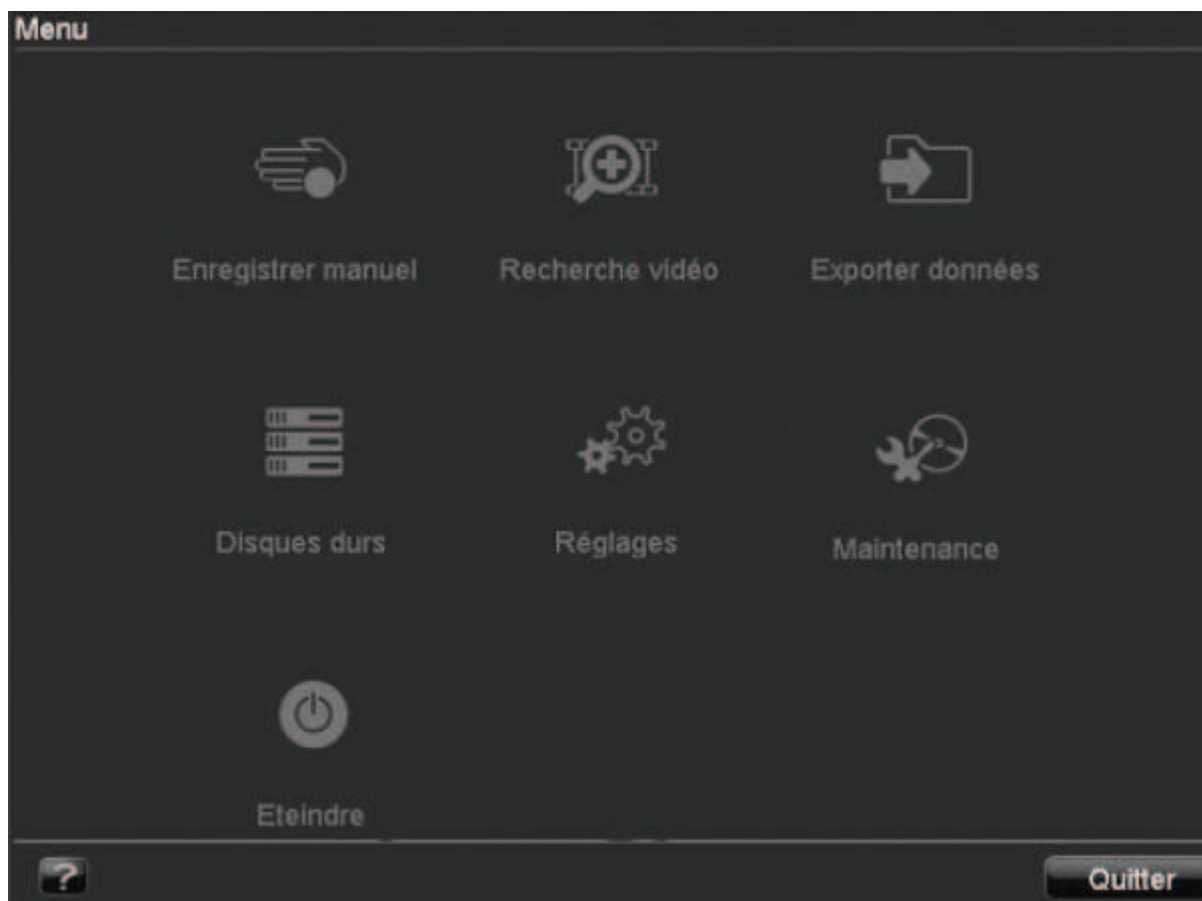 Menu
Enregistrer manuel
Recherche vidéo
Exporter données
Disques durs
Réglages
Maintenance
Eteindre
?
Quitter